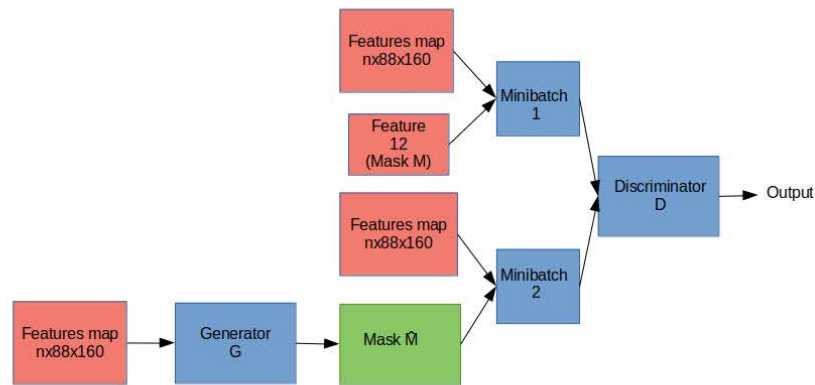 Features map
nx88x160
Minibatch
1
Feature
12
(Mask M)
Discriminator
D
Output
Features map
nx88x160
Minibatch
2
Features map
nx88x160
Generator
G
Mask M̂